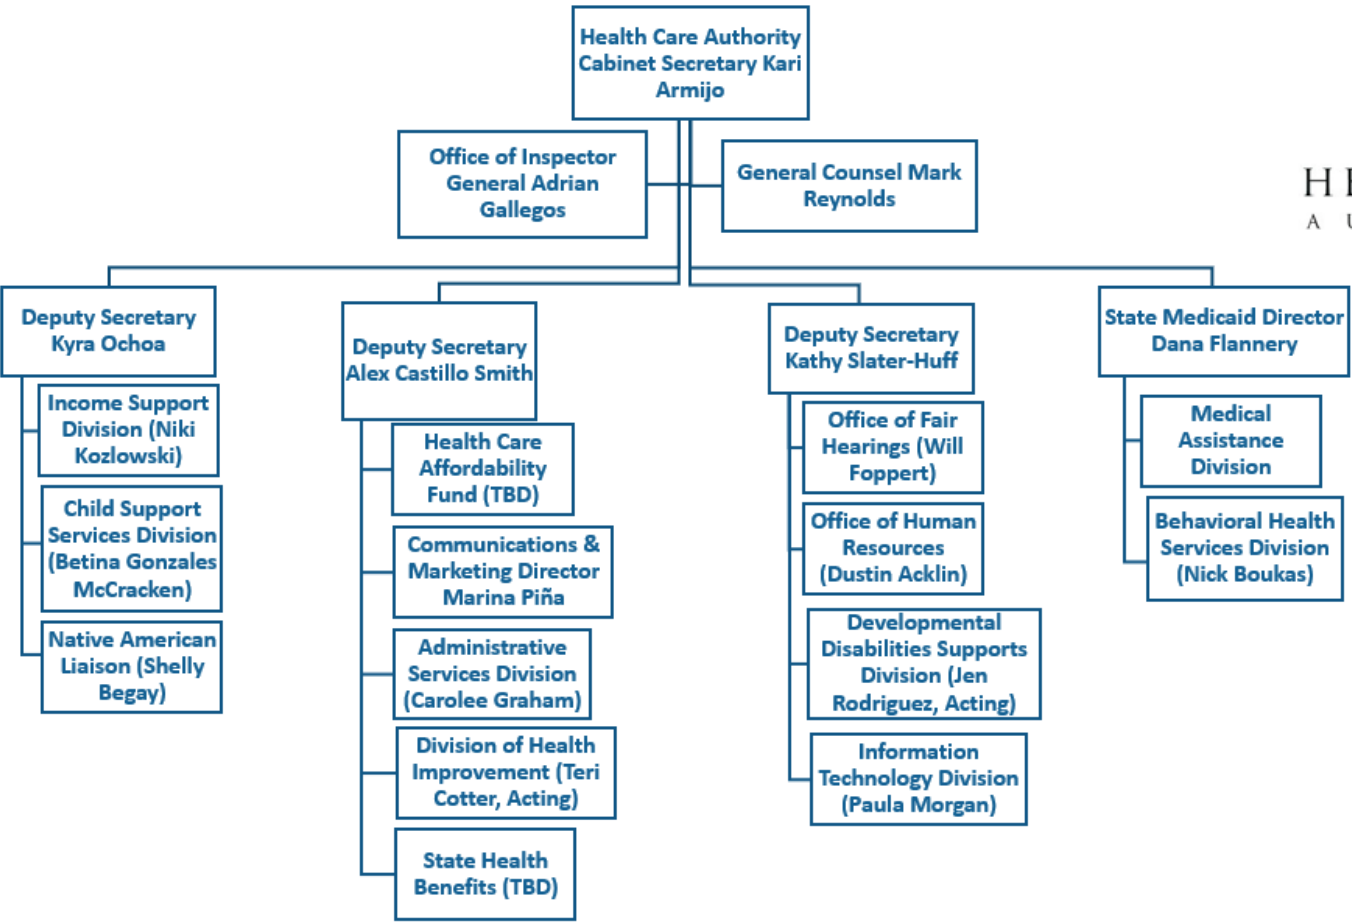 Health Care Authority
Cabinet Secretary Kari
Armijo
Office of Inspector
General Adrian
Gallegos
General Counsel Mark
Reynolds
H
A
Deputy Secretary
Kyra Ochoa
Income Support
Division (Niki
Kozlowski)
Child Support
Services Division
(Betina Gonzales
McCracken)
Native American
Liaison (Shelly
Begay)
Deputy Secretary
Alex Castillo Smith
Health Care
Affordability
Fund (TBD)
Communications &
Marketing Director
Marina Piña
Administrative
Services Division
(Carolee Graham)
Division of Health
Improvement (Teri
Cotter, Acting)
State Health
Benefits (TBD)
Deputy Secretary
Kathy Slater-Huff
Office of Fair
Hearings (Will
Foppert)
Office of Human
Resources
(Dustin Acklin)
Developmental
Disabilities Supports
Division (Jen
Rodriguez, Acting)
Information
Technology Division
(Paula Morgan)
State Medicaid Director
Dana Flannery
Medical
Assistance
Division
Behavioral Health
Services Division
(Nick Boukas)